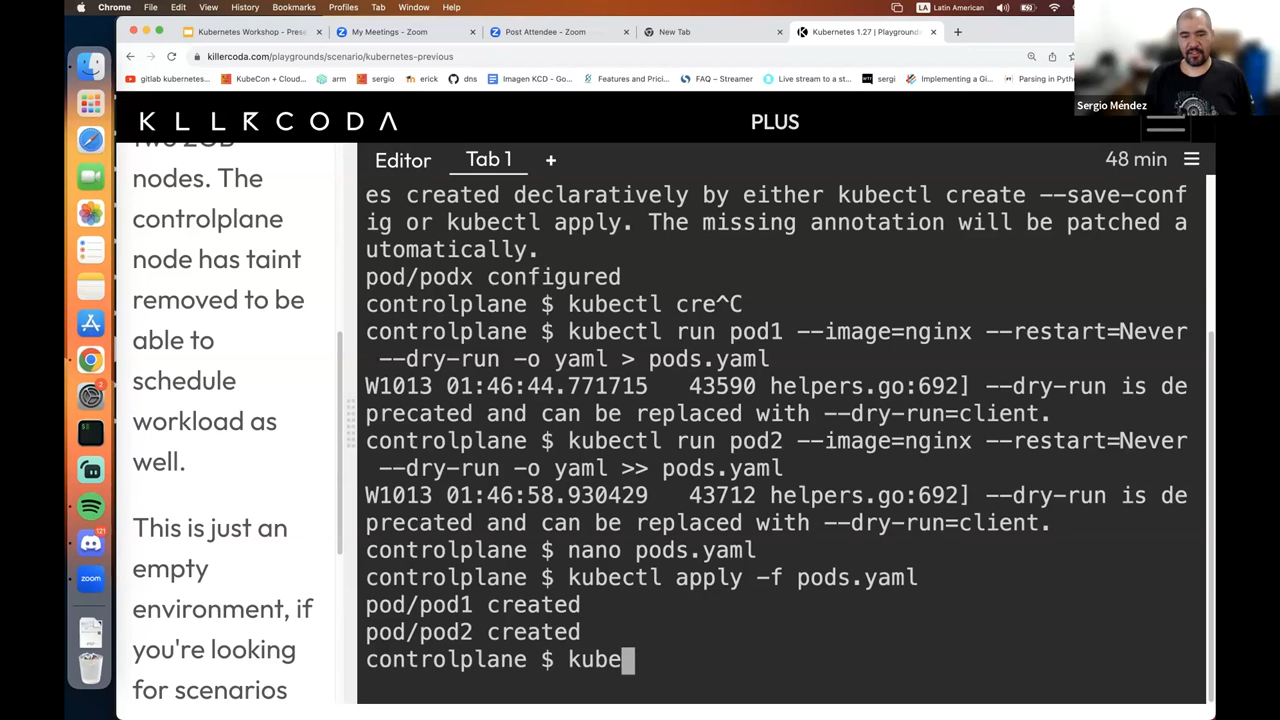 Chrome File Edit View History Bookmarks Profiles Tab Window Help
LA Latin American
Kubernetes Workshop - Prese
My Meetings - Zoom
Post Attendee - Zoom
New Tab
Kubernetes 1.27 | Playground
killercoda.com/playgrounds/scenario/kubernetes-previous
gitlab kubernetes...
KubeCon + Cloud...
arm
sergio
erick
dns
Imagen KCD - Go...
Features and Prici...
FAQ – Streamer
Live stream to a st...
sergi
Implementing a Gi...
Parsing in Pytho
Sergio Méndez
KILLERCODA
PLUS
two 2GB
nodes. The
controlplane
node has taint
removed to be
able to
schedule
workload as
well.
This is just an
empty
environment, if
you're looking
for scenarios
Editor Tab 1 +
48 min
es created declaratively by either kubectl create --save-conf
ig or kubectl apply. The missing annotation will be patched a
utomatically.
pod/podx configured
controlplane $ kubectl cre^C
controlplane $ kubectl run pod1 --image=nginx --restart=Never
--dry-run -o yaml > pods.yaml
W1013 01:46:44.771715 43590 helpers.go:692] --dry-run is de
precated and can be replaced with --dry-run=client.
controlplane $ kubectl run pod2 --image=nginx --restart=Never
--dry-run -o yaml >> pods.yaml
W1013 01:46:58.930429 43712 helpers.go:692] --dry-run is de
precated and can be replaced with --dry-run=client.
controlplane $ nano pods.yaml
controlplane $ kubectl apply -f pods.yaml
pod/pod1 created
pod/pod2 created
controlplane $ kube
zoom